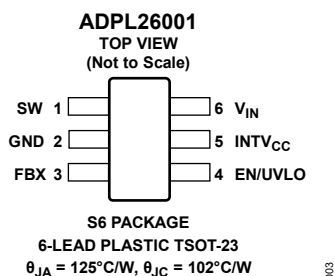 ADPL26001
TOP VIEW
(Not to Scale)
SW 1
6 VIN
GND 2
5 INTVCC
FBX 3
4 EN/UVLO
S6 PACKAGE
6-LEAD PLASTIC TSOT-23
θJA = 125°C/W, θJC = 102°C/W